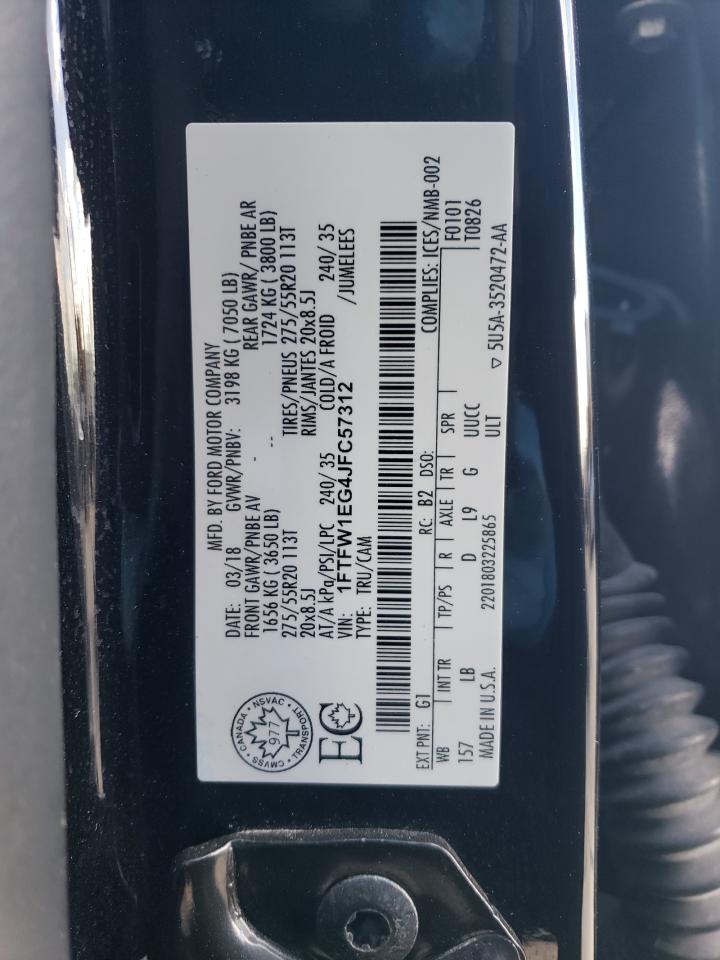 MFD. BY FORD MOTOR COMPANY
DATE: 03/18 GVWR/PNBV: 3198 KG ( 7050 LB)
FRONT GAWR/PNBE AV REAR GAWR/ PNBE AR
1656 KG ( 3650 LB) 1724 KG ( 3800 LB)
275/55R20 113T -- TIRES/PNEUS 275/55R20 113T
20x8.5J RIMS/JANTES 20x8.5J
AT/A kPa/PSI/LPC 240/ 35 COLD/A FROID 240/ 35
VIN: 1FTFW1EG4JFC57312 /JUMELEES
TYPE: TRU/CAM
CANADA · NSVAC · TRANSPORT · CMVSS ·
977
EC
EXT PNT: G1 RC: B2 DSO: COMPLIES: ICES/NMB-002
WB INT TR TP/PS R AXLE TR SPR F0101
157 LB D L9 G UUCC T0826
ULT
MADE IN U.S.A. 2201803225865 ▽ 5U5A-3520472-AA